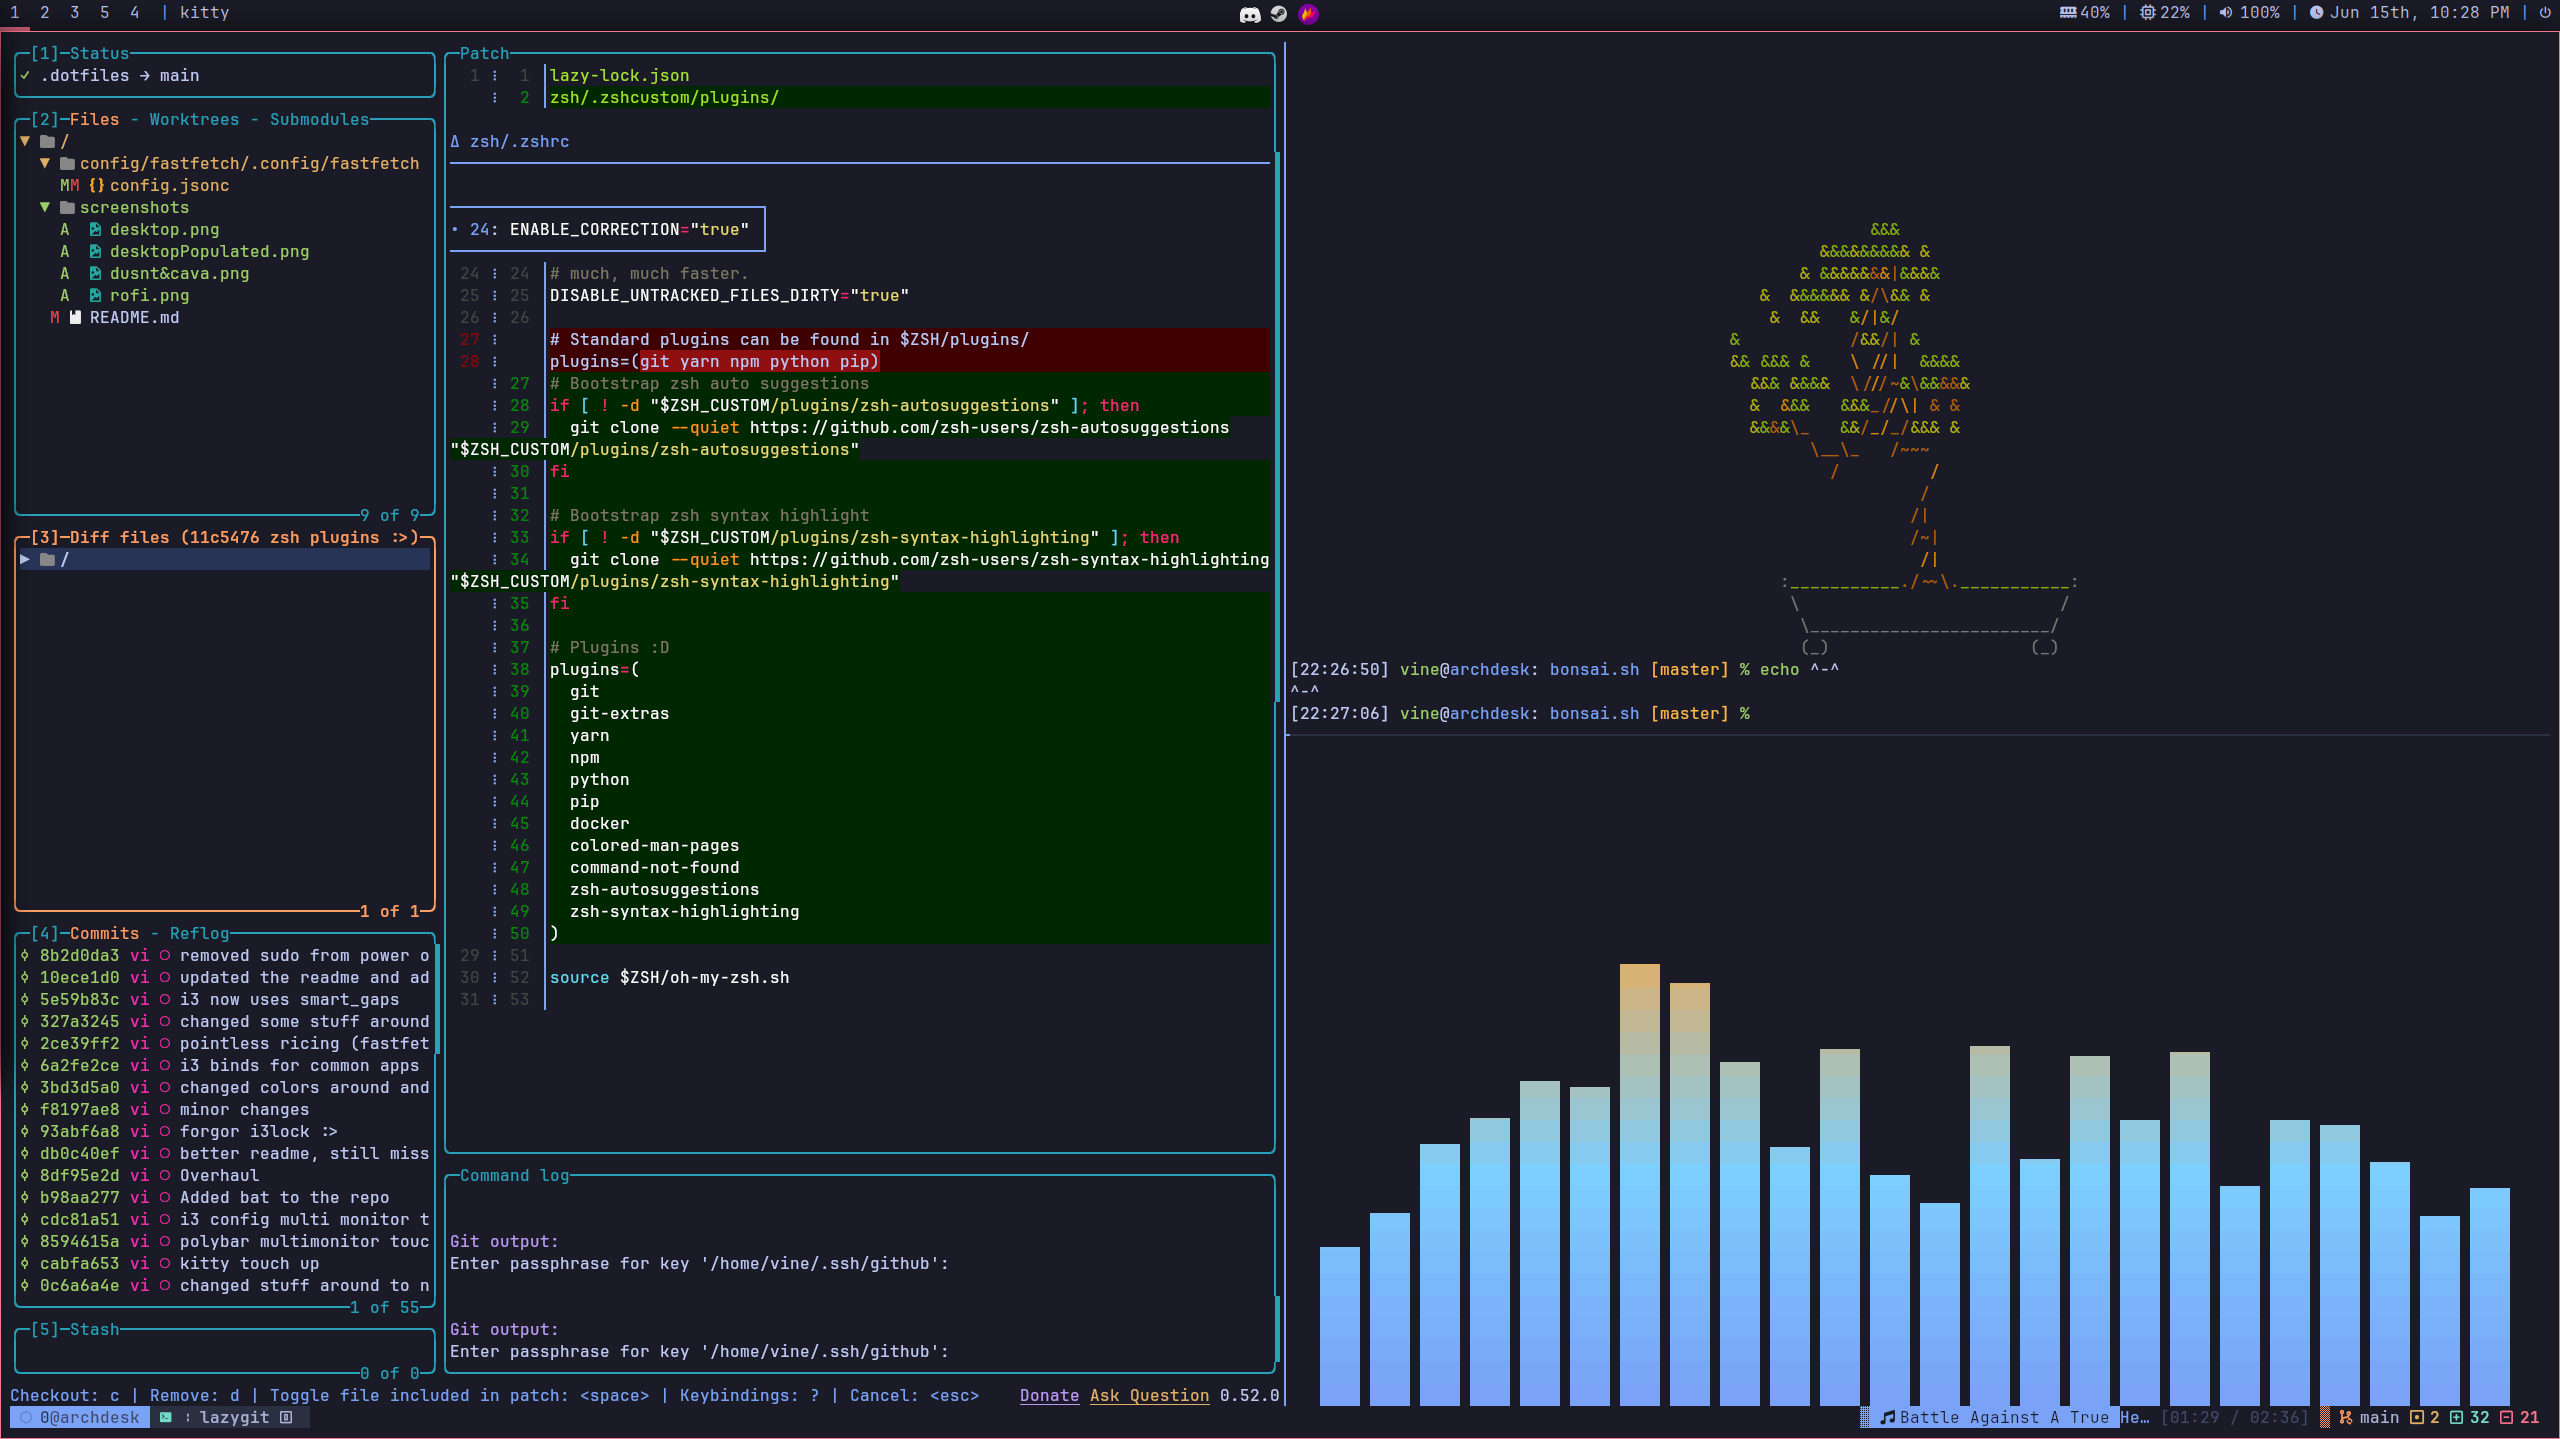 1 2 3 5 4 | kitty
40% | 22% | 100% | Jun 15th, 10:28 PM |
[1]─Status
✓ .dotfiles → main
[2]─Files - Worktrees - Submodules
▼ /
▼ config/fastfetch/.config/fastfetch
MM {} config.jsonc
▼ screenshots
A desktop.png
A desktopPopulated.png
A dusnt&cava.png
A rofi.png
M README.md
9 of 9
[3]─Diff files (11c5476 zsh plugins :>)
▶ /
1 of 1
[4]─Commits - Reflog
8b2d0da3 vi ○ removed sudo from power o
10ece1d0 vi ○ updated the readme and ad
5e59b83c vi ○ i3 now uses smart_gaps
327a3245 vi ○ changed some stuff around
2ce39ff2 vi ○ pointless ricing (fastfet
6a2fe2ce vi ○ i3 binds for common apps
3bd3d5a0 vi ○ changed colors around and
f8197ae8 vi ○ minor changes
93abf6a8 vi ○ forgor i3lock :>
db0c40ef vi ○ better readme, still miss
8df95e2d vi ○ Overhaul
b98aa277 vi ○ Added bat to the repo
cdc81a51 vi ○ i3 config multi monitor t
8594615a vi ○ polybar multimonitor touc
cabfa653 vi ○ kitty touch up
0c6a6a4e vi ○ changed stuff around to n
1 of 55
[5]─Stash
0 of 0
Patch
1 ⋮ 1 │lazy-lock.json
⋮ 2 │zsh/.zshcustom/plugins/
Δ zsh/.zshrc
• 24: ENABLE_CORRECTION="true"
24 ⋮ 24 │# much, much faster.
25 ⋮ 25 │DISABLE_UNTRACKED_FILES_DIRTY="true"
26 ⋮ 26 │
27 ⋮ │# Standard plugins can be found in $ZSH/plugins/
28 ⋮ │plugins=(git yarn npm python pip)
⋮ 27 │# Bootstrap zsh auto suggestions
⋮ 28 │if [ ! -d "$ZSH_CUSTOM/plugins/zsh-autosuggestions" ]; then
⋮ 29 │  git clone --quiet https://github.com/zsh-users/zsh-autosuggestions
"$ZSH_CUSTOM/plugins/zsh-autosuggestions"
⋮ 30 │fi
⋮ 31 │
⋮ 32 │# Bootstrap zsh syntax highlight
⋮ 33 │if [ ! -d "$ZSH_CUSTOM/plugins/zsh-syntax-highlighting" ]; then
⋮ 34 │  git clone --quiet https://github.com/zsh-users/zsh-syntax-highlighting
"$ZSH_CUSTOM/plugins/zsh-syntax-highlighting"
⋮ 35 │fi
⋮ 36 │
⋮ 37 │# Plugins :D
⋮ 38 │plugins=(
⋮ 39 │  git
⋮ 40 │  git-extras
⋮ 41 │  yarn
⋮ 42 │  npm
⋮ 43 │  python
⋮ 44 │  pip
⋮ 45 │  docker
⋮ 46 │  colored-man-pages
⋮ 47 │  command-not-found
⋮ 48 │  zsh-autosuggestions
⋮ 49 │  zsh-syntax-highlighting
⋮ 50 │)
29 ⋮ 51 │
30 ⋮ 52 │source $ZSH/oh-my-zsh.sh
31 ⋮ 53 │
Command log
Git output:
Enter passphrase for key '/home/vine/.ssh/github':
Git output:
Enter passphrase for key '/home/vine/.ssh/github':
Checkout: c | Remove: d | Toggle file included in patch: <space> | Keybindings: ? | Cancel: <esc> Donate Ask Question 0.52.0
&&&
&&&&&&&&& &
& &&&&&&&|&&&&
&  &&&&&& &/\&& &
&  &&   &/|&/
&           /&&/| &
&& &&& &    \ //|  &&&&
&&& &&&&  \///~&\&&&&&
&  &&&   &&&_//\| & &
&&&&\_   &&/_/_/&&& &
\__\_   /~~~
/         /
/
/|
/~|
/|
:___________./~~\.___________:
\                          /
\________________________/
(_)                    (_)
[22:26:50] vine@archdesk: bonsai.sh [master] % echo ^-^
^-^
[22:27:06] vine@archdesk: bonsai.sh [master] %
0@archdesk : lazygit
Battle Against A True He… [01:29 / 02:36] main 2 32 21